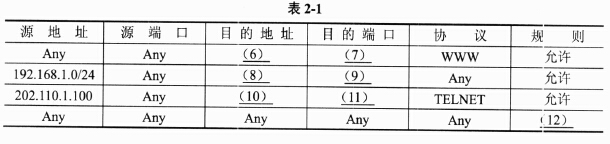 表 2-1
源 地 址 源 端 口 目 的 地 址 目 的 端 口 协 议 规 则
Any Any (6) (7) WWW 允许
192.168.1.0/24 Any (8) (9) Any 允许
202.110.1.100 Any (10) (11) TELNET 允许
Any Any Any Any Any (12)